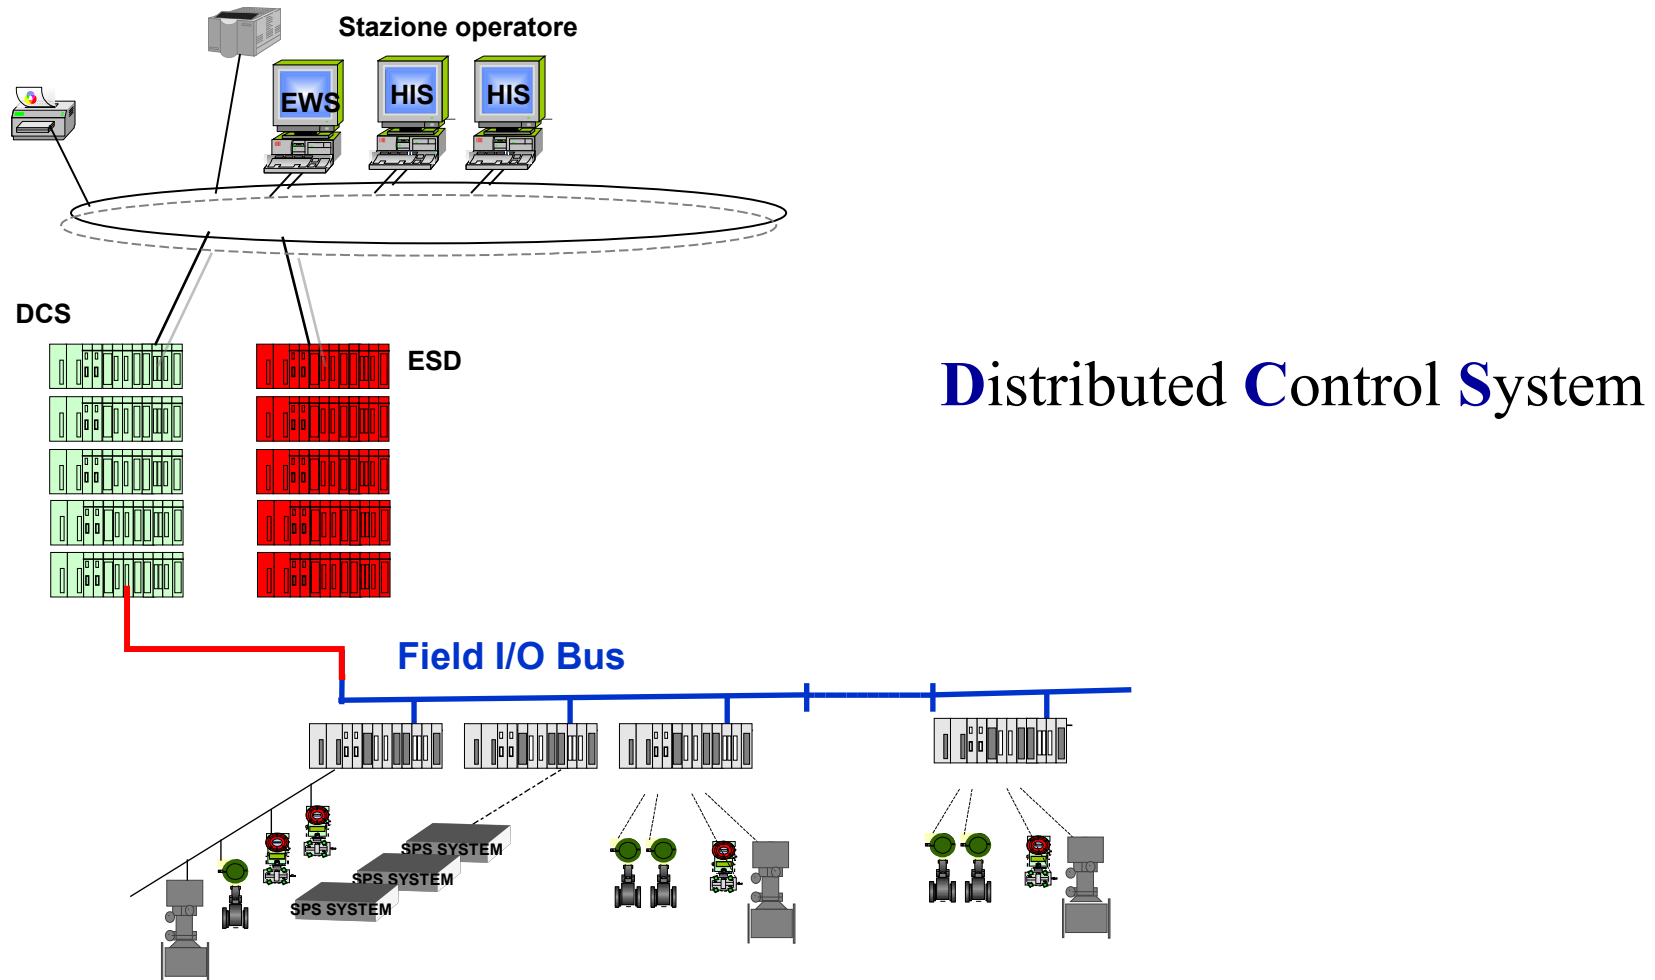 Stazione operatore
EWS
HIS
HIS
DCS
ESD
Distributed Control System
Field I/O Bus
SPS SYSTEM
SPS SYSTEM
SPS SYSTEM